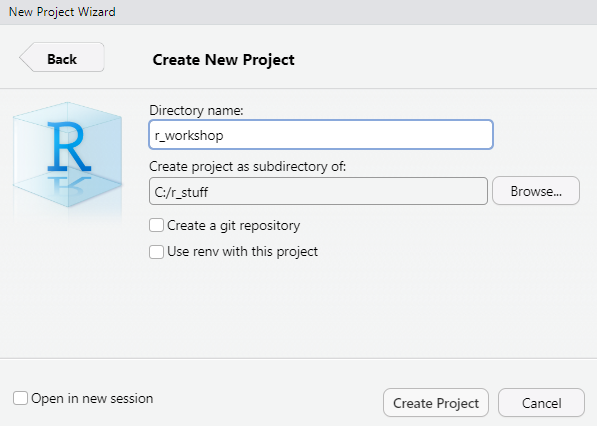 New Project Wizard
Back
Create New Project
R
Directory name:
r_workshop
Create project as subdirectory of:
C:/r_stuff
Browse...
Create a git repository
Use renv with this project
Open in new session
Create Project
Cancel